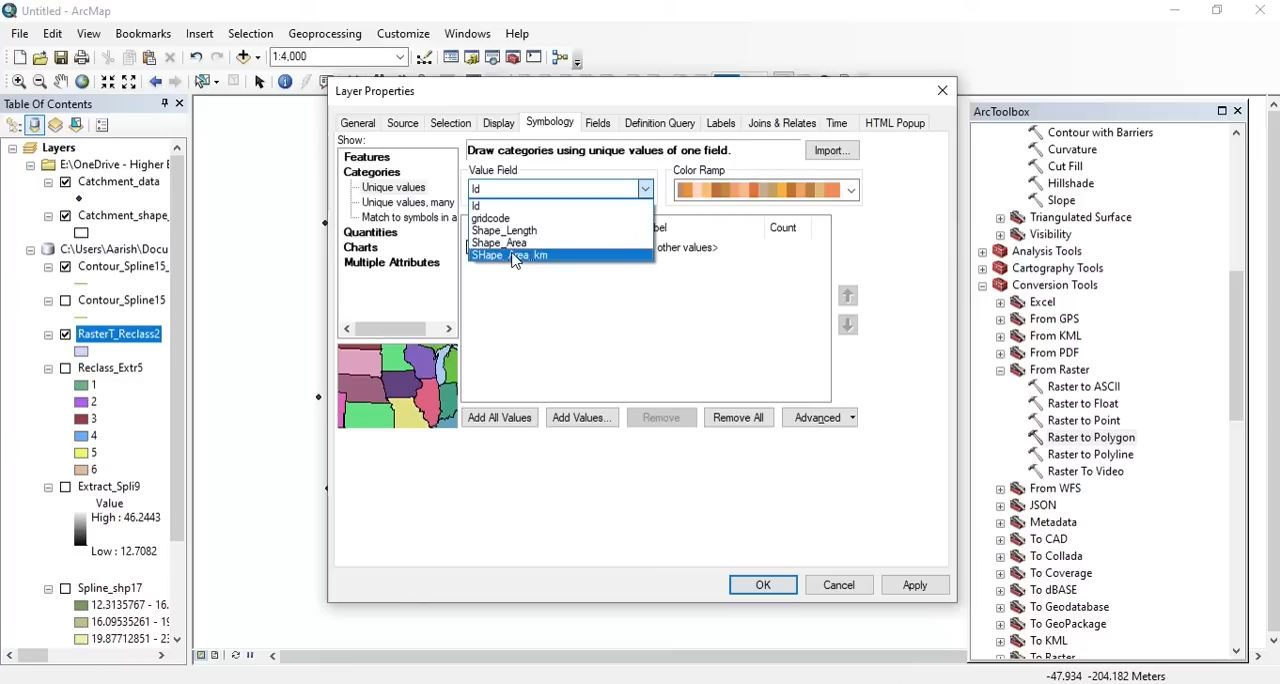 Untitled - ArcMap
File Edit View Bookmarks Insert Selection Geoprocessing Customize Windows Help
1:4,000
Table Of Contents
Layers
E:\OneDrive - Higher E
Catchment_data
Catchment_shape_
C:\Users\Aarish\Docu
Contour_Spline15_
Contour_Spline15
RasterT_Reclass2
Reclass_Extr5
1
2
3
4
5
6
Extract_Spli9
Value
High : 46.2443
Low : 12.7082
Spline_shp17
12.3135767 - 16.
16.09535261 - 19
19.87712851 - 23
Layer Properties
General Source Selection Display Symbology Fields Definition Query Labels Joins & Relates Time HTML Popup
Show:
Features
Categories
Unique values
Unique values, many
Match to symbols in a
Quantities
Charts
Multiple Attributes
Draw categories using unique values of one field.
Import...
Value Field
Color Ramp
Id
Id
gridcode
Shape_Length
Shape_Area
SHape_Area_km
bel
Count
other values>
Add All Values Add Values... Remove Remove All Advanced
OK Cancel Apply
ArcToolbox
Contour with Barriers
Curvature
Cut Fill
Hillshade
Slope
Triangulated Surface
Visibility
Analysis Tools
Cartography Tools
Conversion Tools
Excel
From GPS
From KML
From PDF
From Raster
Raster to ASCII
Raster to Float
Raster to Point
Raster to Polygon
Raster to Polyline
Raster To Video
From WFS
JSON
Metadata
To CAD
To Collada
To Coverage
To dBASE
To Geodatabase
To GeoPackage
To KML
To Raster
-47.934 -204.182 Meters